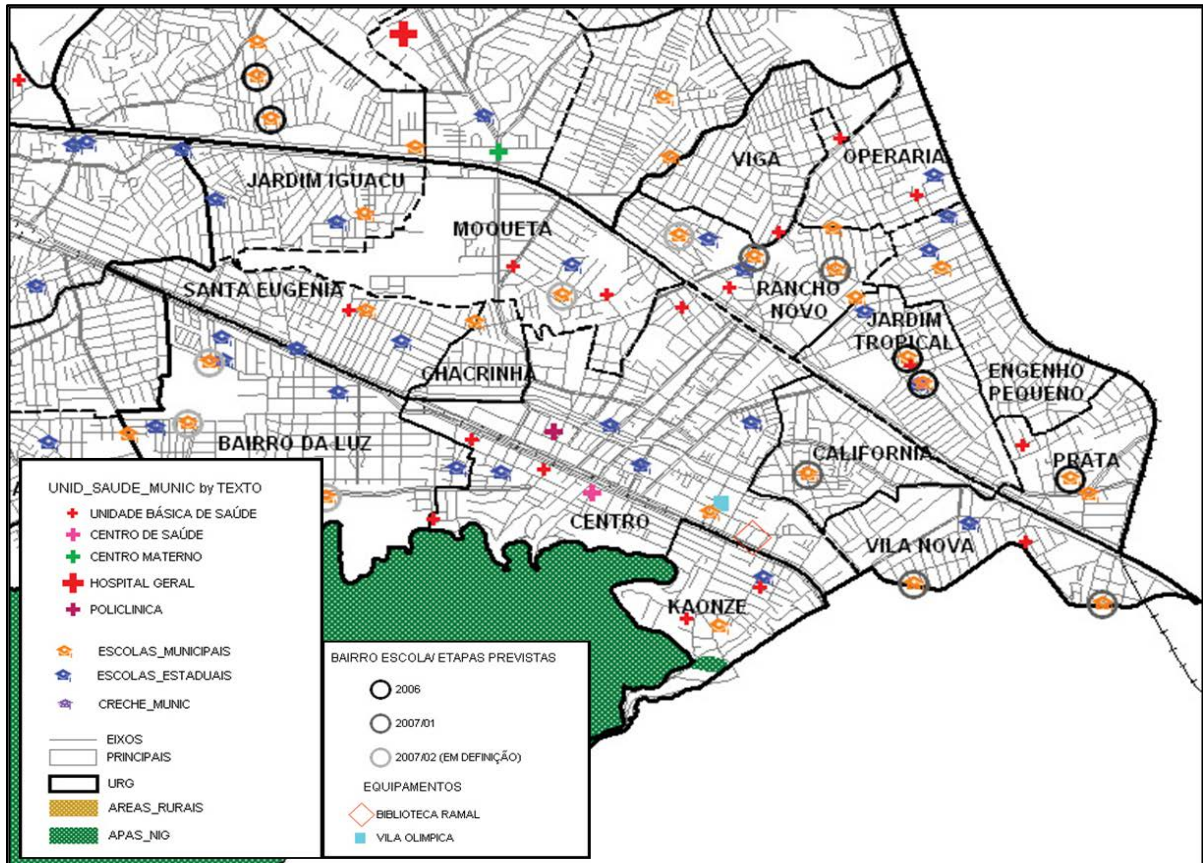 VIGA
OPERARIA
JARDIM IGUACU
MOQUETA
SANTA EUGENIA
RANCHO
NOVO
JARDIM
TROPICAL
CHACRINHA
ENGENHO
PEQUENO
BAIRRO DA LUZ
CALIFORNIA
PRATA
CENTRO
VILA NOVA
KAONZE
UNID_SAUDE_MUNIC by TEXTO
UNIDADE BÁSICA DE SAÚDE
CENTRO DE SAÚDE
CENTRO MATERNO
HOSPITAL GERAL
POLICLINICA
ESCOLAS_MUNICIPAIS
ESCOLAS_ESTADUAIS
CRECHE_MUNIC
EIXOS
PRINCIPAIS
URG
AREAS_RURAIS
APAS_NIG
BAIRRO ESCOLA/ ETAPAS PREVISTAS
2006
2007/01
2007/02 (EM DEFINIÇÃO)
EQUIPAMENTOS
BIBLIOTECA RAMAL
VILA OLIMPICA